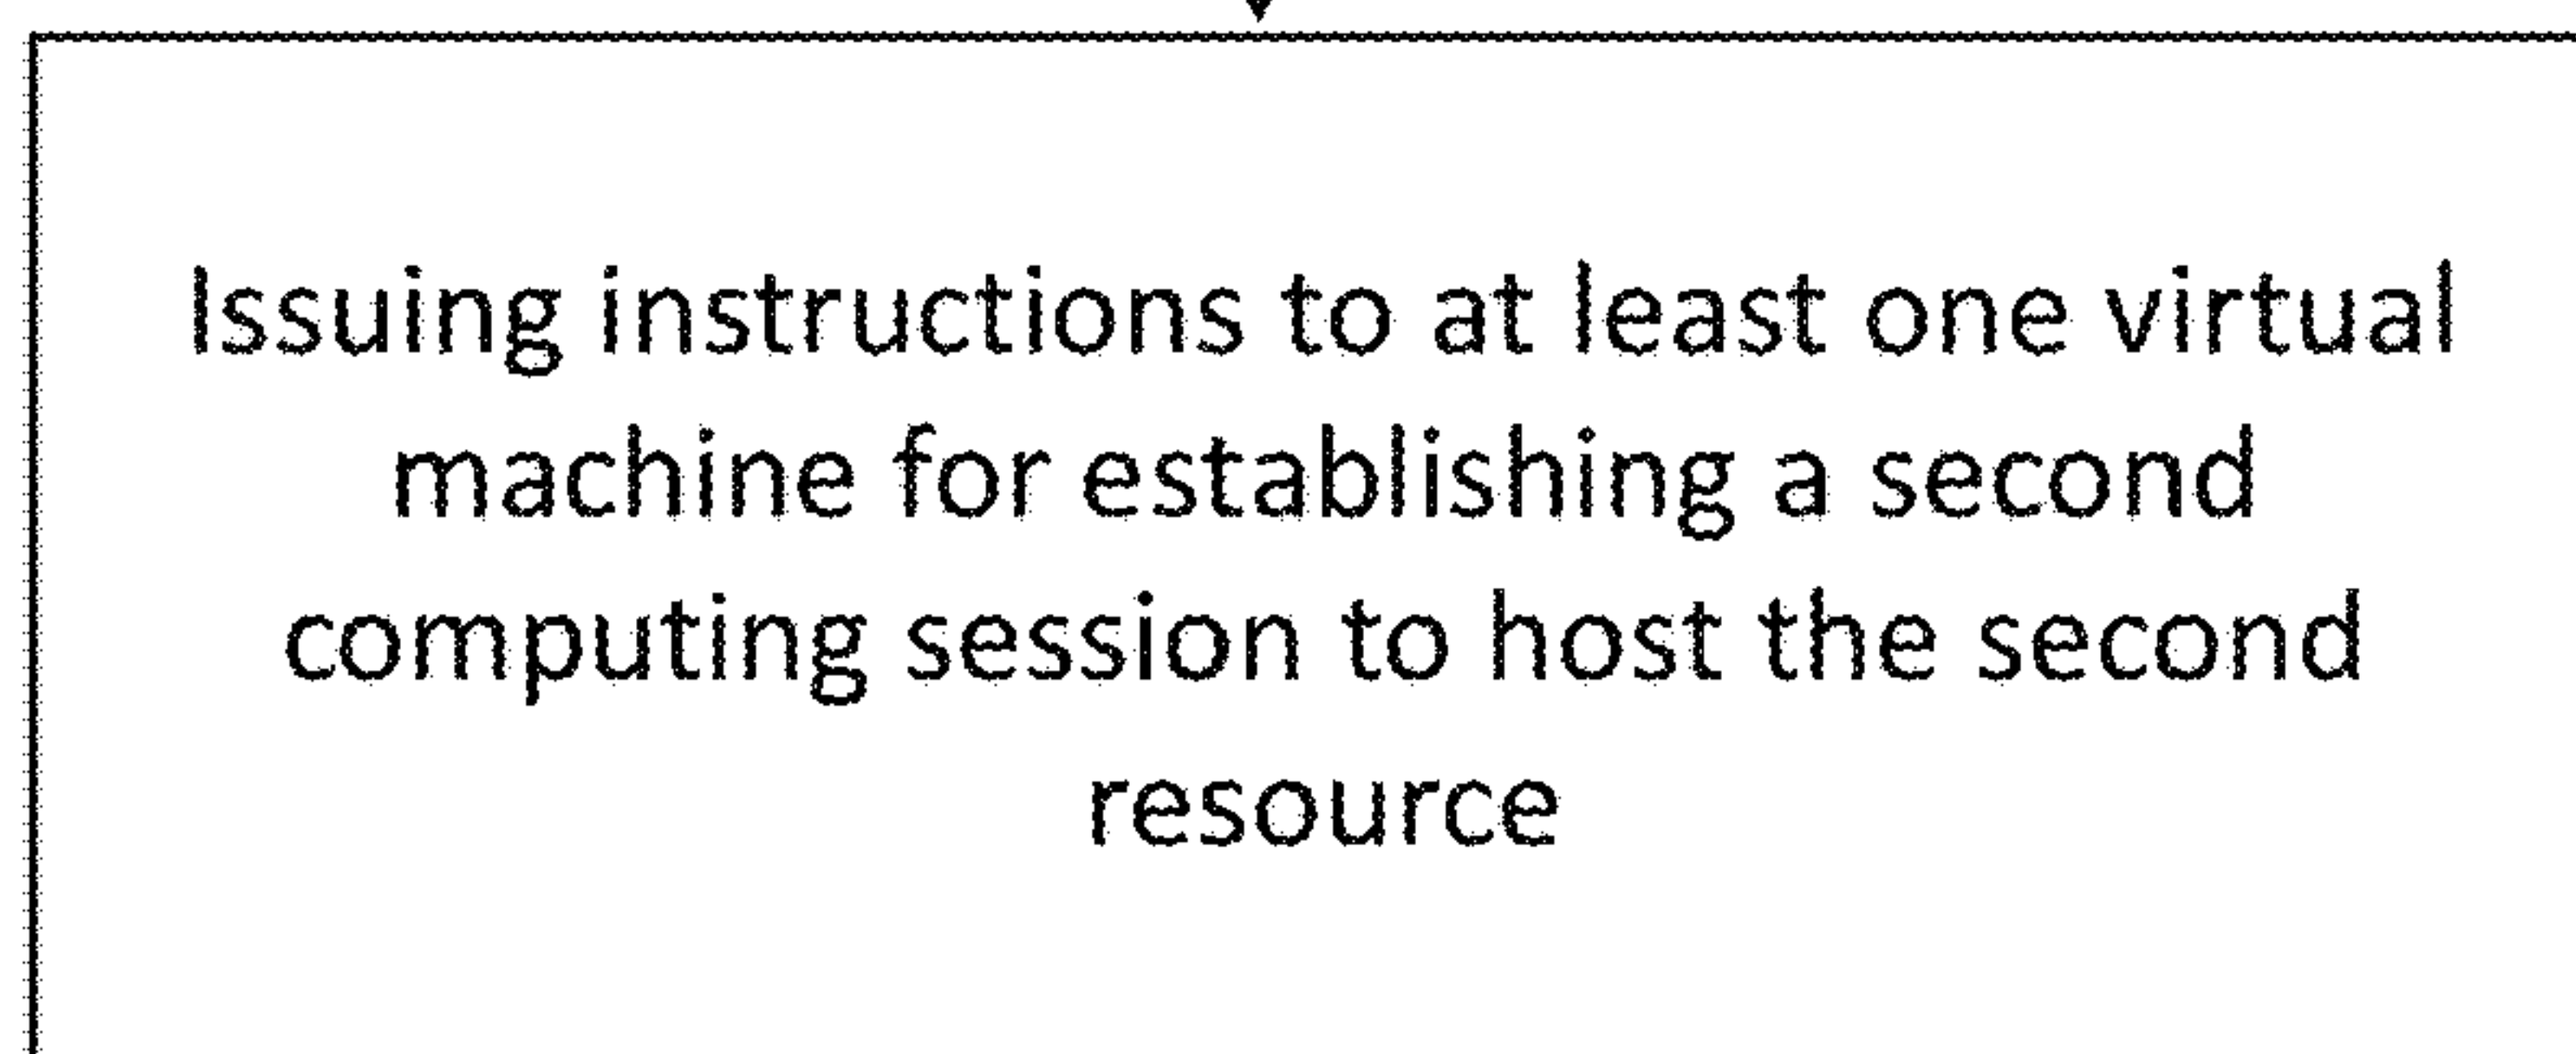 Issuing instructions to at least one virtual
machine for establishing a second
computing session to host the second
resource